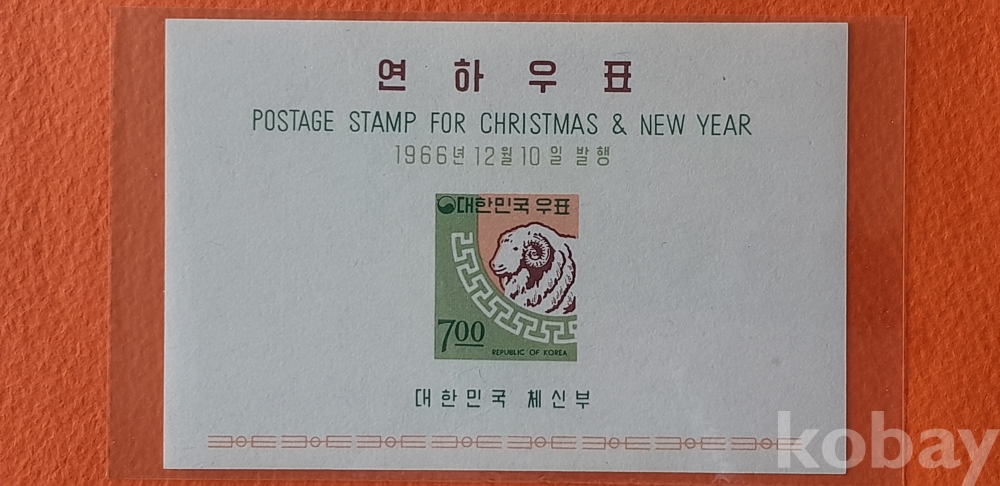 연하우표
POSTAGE STAMP FOR CHRISTMAS & NEW YEAR
1966년 12월 10일 발행
대한민국우표
7.00
REPUBLIC OF KOREA
대한민국 체신부
kobay